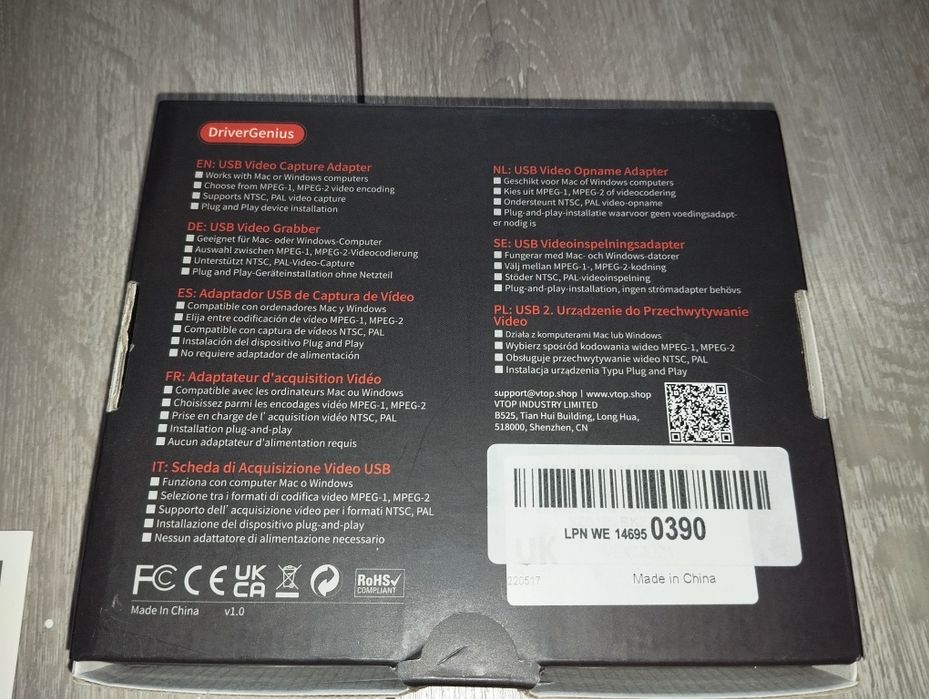 DriverGenius
EN: USB Video Capture Adapter
Works with Mac or Windows computers
Choose from MPEG-1, MPEG-2 video encoding
Supports NTSC, PAL video capture
Plug and Play device installation
DE: USB Video Grabber
Geeignet für Mac- oder Windows-Computer
Auswahl zwischen MPEG-1, MPEG-2-Videocodierung
Unterstützt NTSC, PAL-Video-Capture
Plug and Play-Geräteinstallation ohne Netzteil
ES: Adaptador USB de Captura de Vídeo
Compatible con ordenadores Mac y Windows
Elija entre codificación de vídeo MPEG-1, MPEG-2
Compatible con captura de vídeos NTSC, PAL
Instalación del dispositivo Plug and Play
No requiere adaptador de alimentación
FR: Adaptateur d'acquisition Vidéo
Compatible avec les ordinateurs Mac ou Windows
Choisissez parmi les encodages vidéo MPEG-1, MPEG-2
Prise en charge de l' acquisition vidéo NTSC, PAL
Installation plug-and-play
Aucun adaptateur d'alimentation requis
IT: Scheda di Acquisizione Video USB
Funziona con computer Mac o Windows
Selezione tra i formati di codifica video MPEG-1, MPEG-2
Supporto dell' acquisizione video per i formati NTSC, PAL
Installazione del dispositivo plug-and-play
Nessun adattatore di alimentazione necessario
FC CE UK
CA
RoHS
COMPLIANT
Made In China v1.0
NL: USB Video Opname Adapter
Geschikt voor Mac of Windows computers
Kies uit MPEG-1, MPEG-2 of videocodering
Ondersteunt NTSC, PAL video-opname
Plug-and-play-installatie waarvoor geen voedingsadapt-
er nodig is
SE: USB Videoinspelningsadapter
Fungerar med Mac- och Windows-datorer
Välj mellan MPEG-1-, MPEG-2-kodning
Stöder NTSC, PAL-videoinspelning
Plug-and-play-installation, ingen strömadapter behövs
PL: USB 2. Urządzenie do Przechwytywanie
Video
Działa z komputerami Mac lub Windows
Wybierz spośród kodowania wideo MPEG-1, MPEG-2
Obsługuje przechwytywanie wideo NTSC, PAL
Instalacja urządzenia Typu Plug and Play
support@vtop.shop | www.vtop.shop
VTOP INDUSTRY LIMITED
B525, Tian Hui Building, Long Hua,
518000, Shenzhen, CN
LPN WE 14695 0390
UK
220517
Made in China